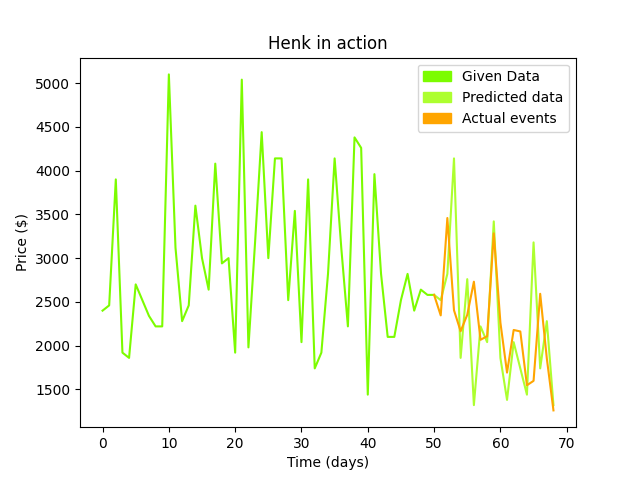 Henk in action
Given Data
Predicted data
Actual events
Price ($)
5000
4500
4000
3500
3000
2500
2000
1500
0 10 20 30 40 50 60 70
Time (days)